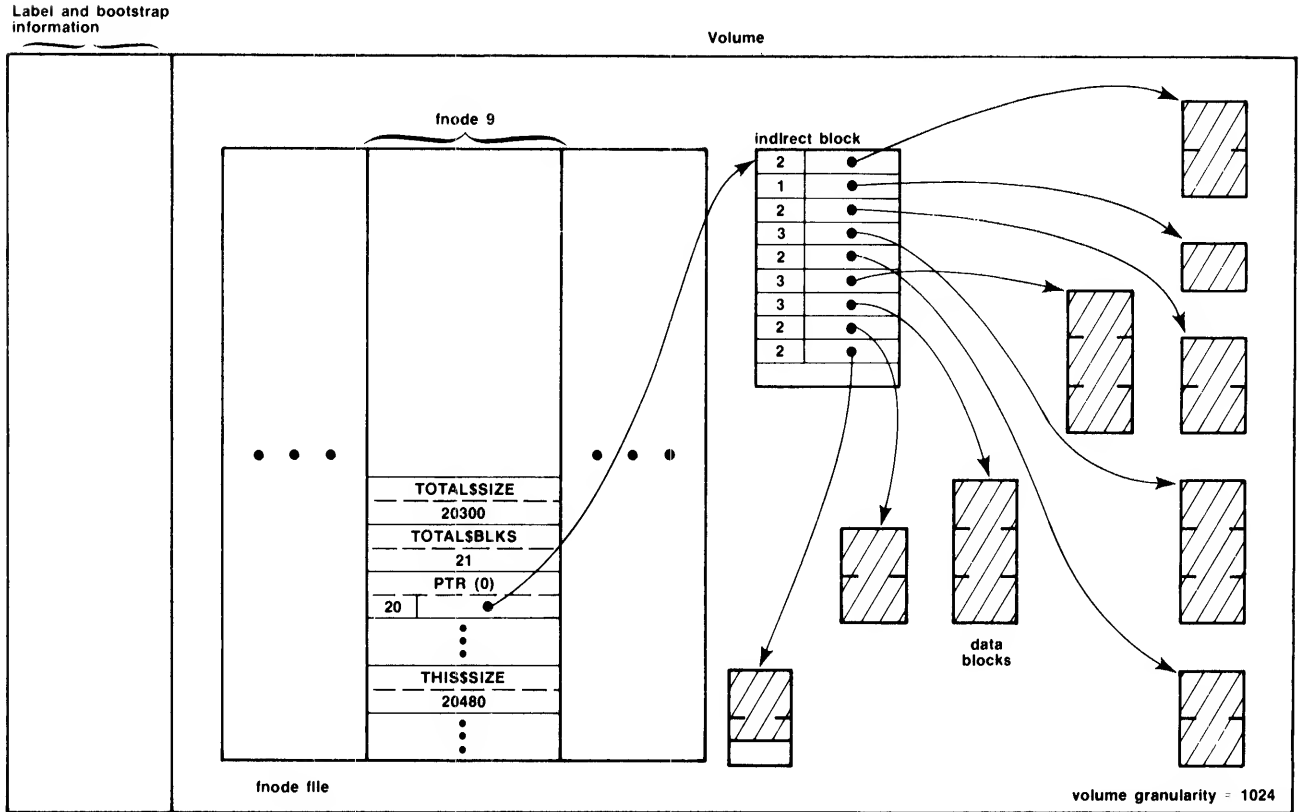 Label and bootstrap
information
Volume
fnode 9
indirect block
2
1
2
3
2
3
3
2
2
TOTAL$SIZE
20300
TOTAL$BLKS
21
PTR (0)
20
THIS$SIZE
20480
data
blocks
fnode file
volume granularity = 1024